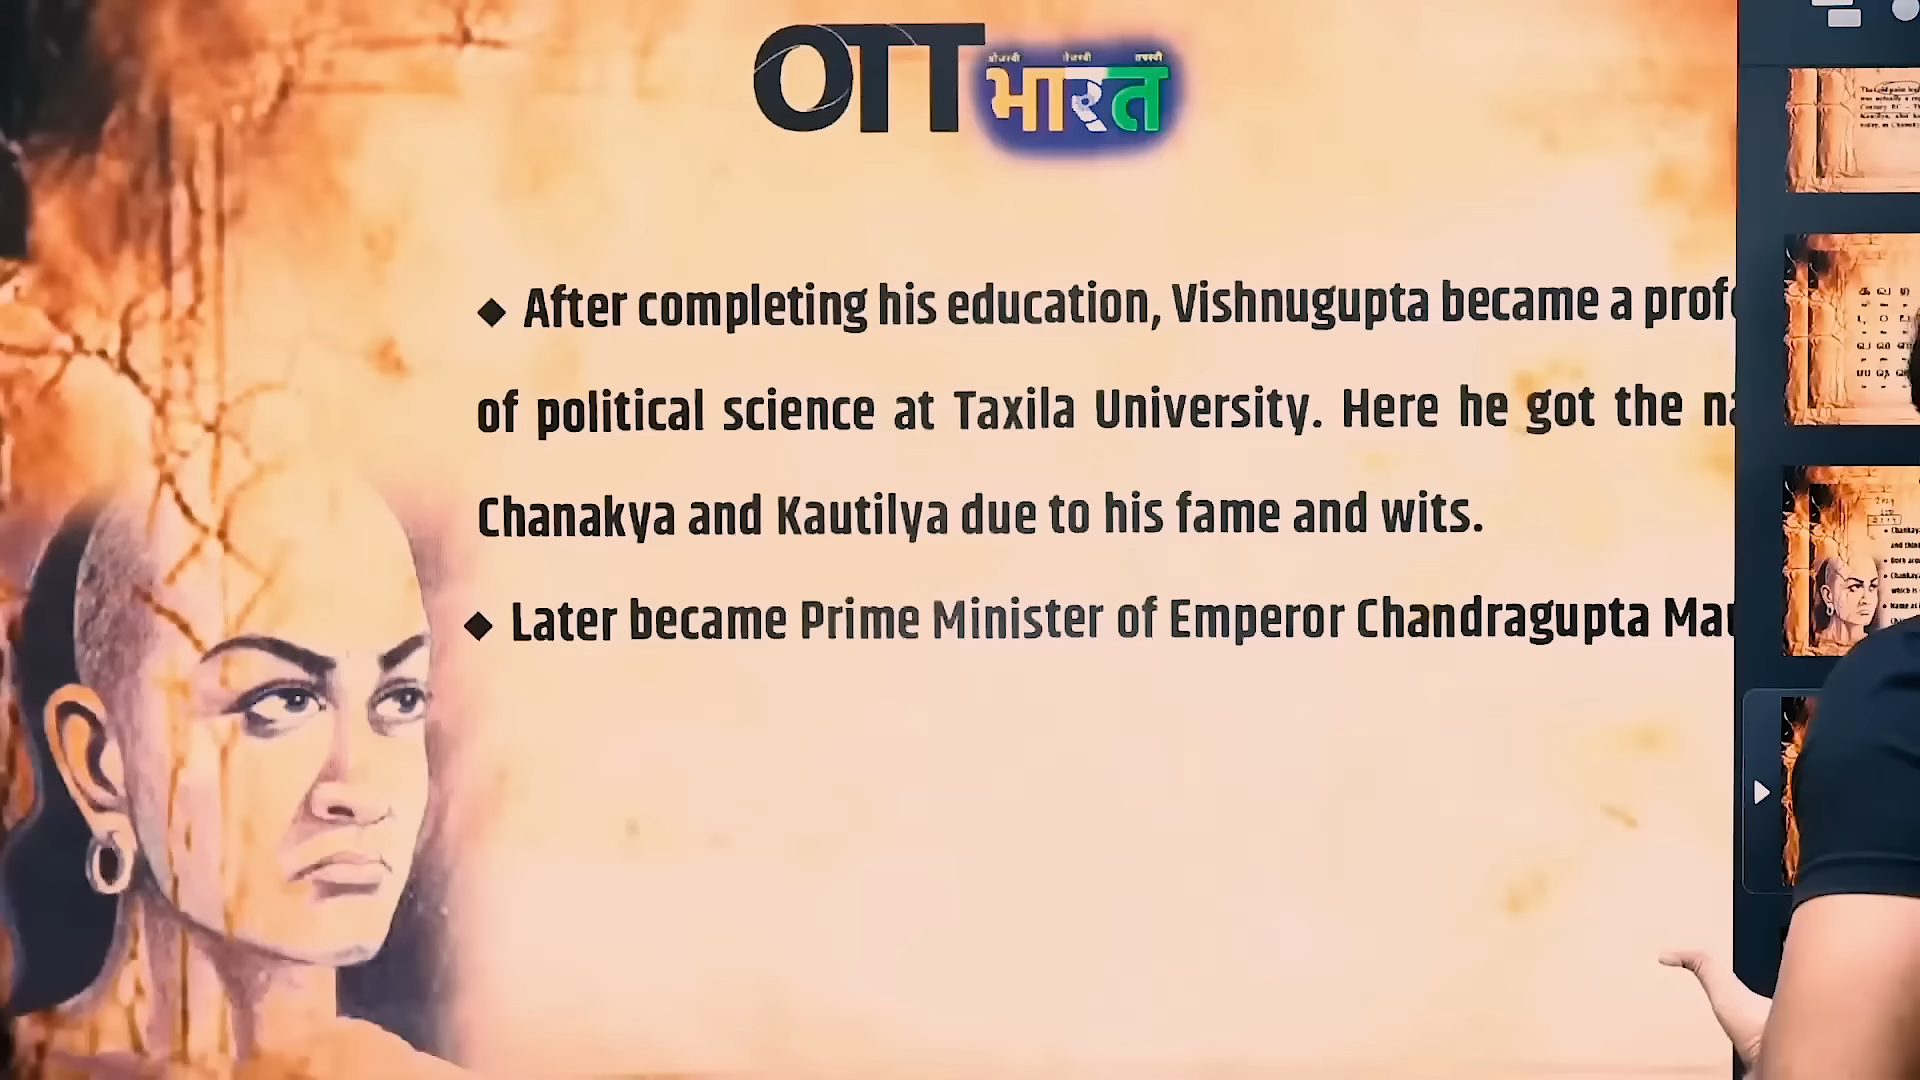 OTT भारत
After completing his education, Vishnugupta became a prof
of political science at Taxila University. Here he got the na
Chanakya and Kautilya due to his fame and wits.
Later became Prime Minister of Emperor Chandragupta Mau